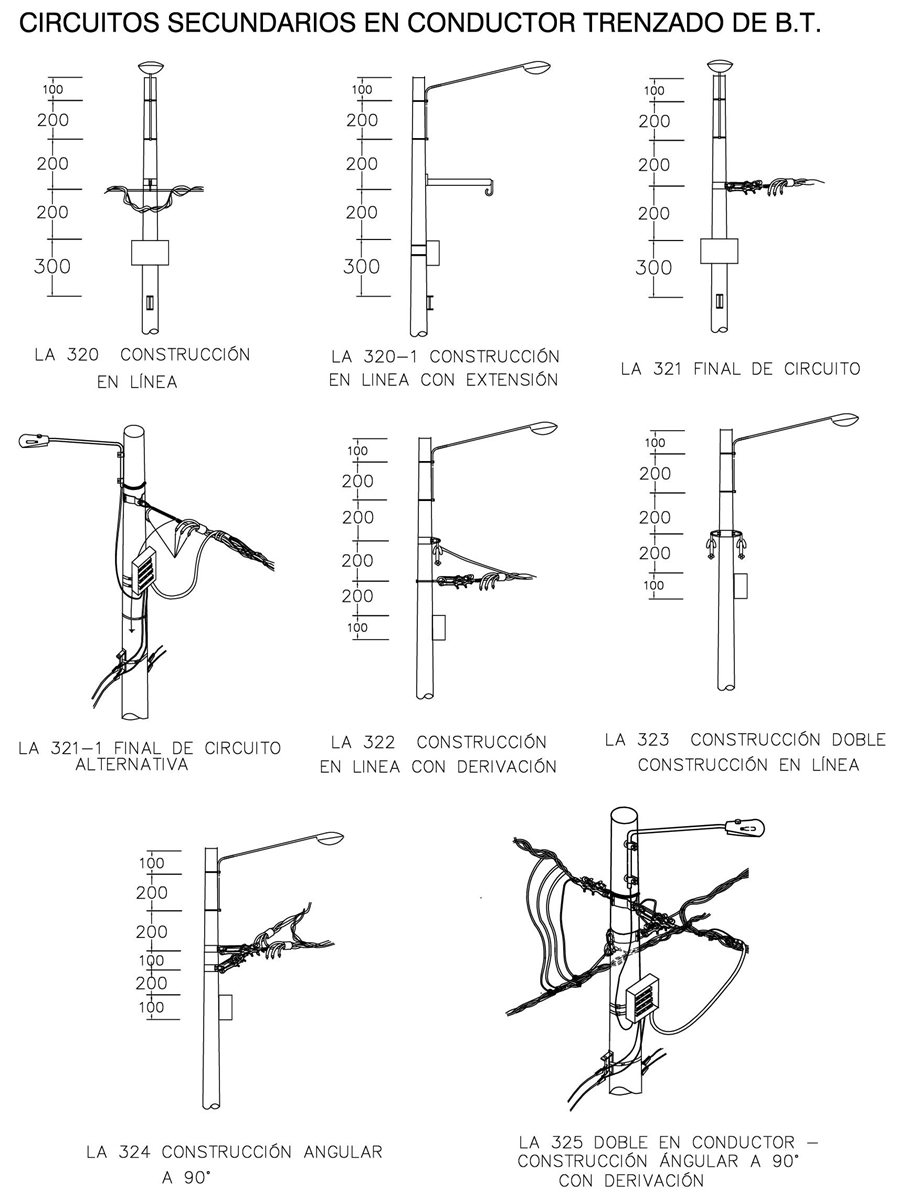 CIRCUITOS SECUNDARIOS EN CONDUCTOR TRENZADO DE B.T.
100
200
200
200
300
LA 320 CONSTRUCCIÓN
EN LÍNEA
100
200
200
200
300
LA 320-1 CONSTRUCCIÓN
EN LINEA CON EXTENSIÓN
100
200
200
200
300
LA 321 FINAL DE CIRCUITO
LA 321-1 FINAL DE CIRCUITO
ALTERNATIVA
100
200
200
200
200
100
LA 322 CONSTRUCCIÓN
EN LINEA CON DERIVACIÓN
100
200
200
200
100
LA 323 CONSTRUCCIÓN DOBLE
CONSTRUCCIÓN EN LÍNEA
100
200
200
100
200
100
LA 324 CONSTRUCCIÓN ANGULAR
A 90°
LA 325 DOBLE EN CONDUCTOR –
CONSTRUCCIÓN ÁNGULAR A 90°
CON DERIVACIÓN